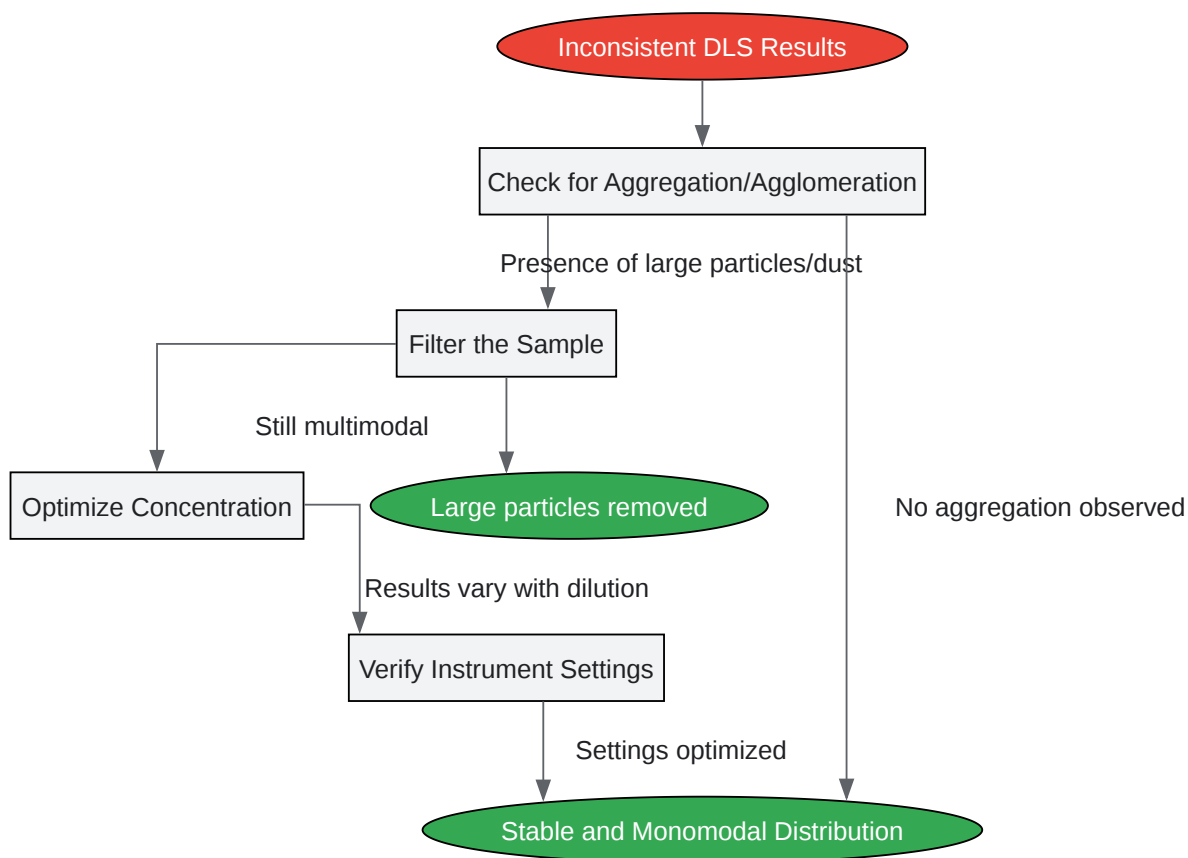 Inconsistent DLS Results
Check for Aggregation/Agglomeration
Presence of large particles/dust
Filter the Sample
Still multimodal
Optimize Concentration
Large particles removed
No aggregation observed
Results vary with dilution
Verify Instrument Settings
Settings optimized
Stable and Monomodal Distribution